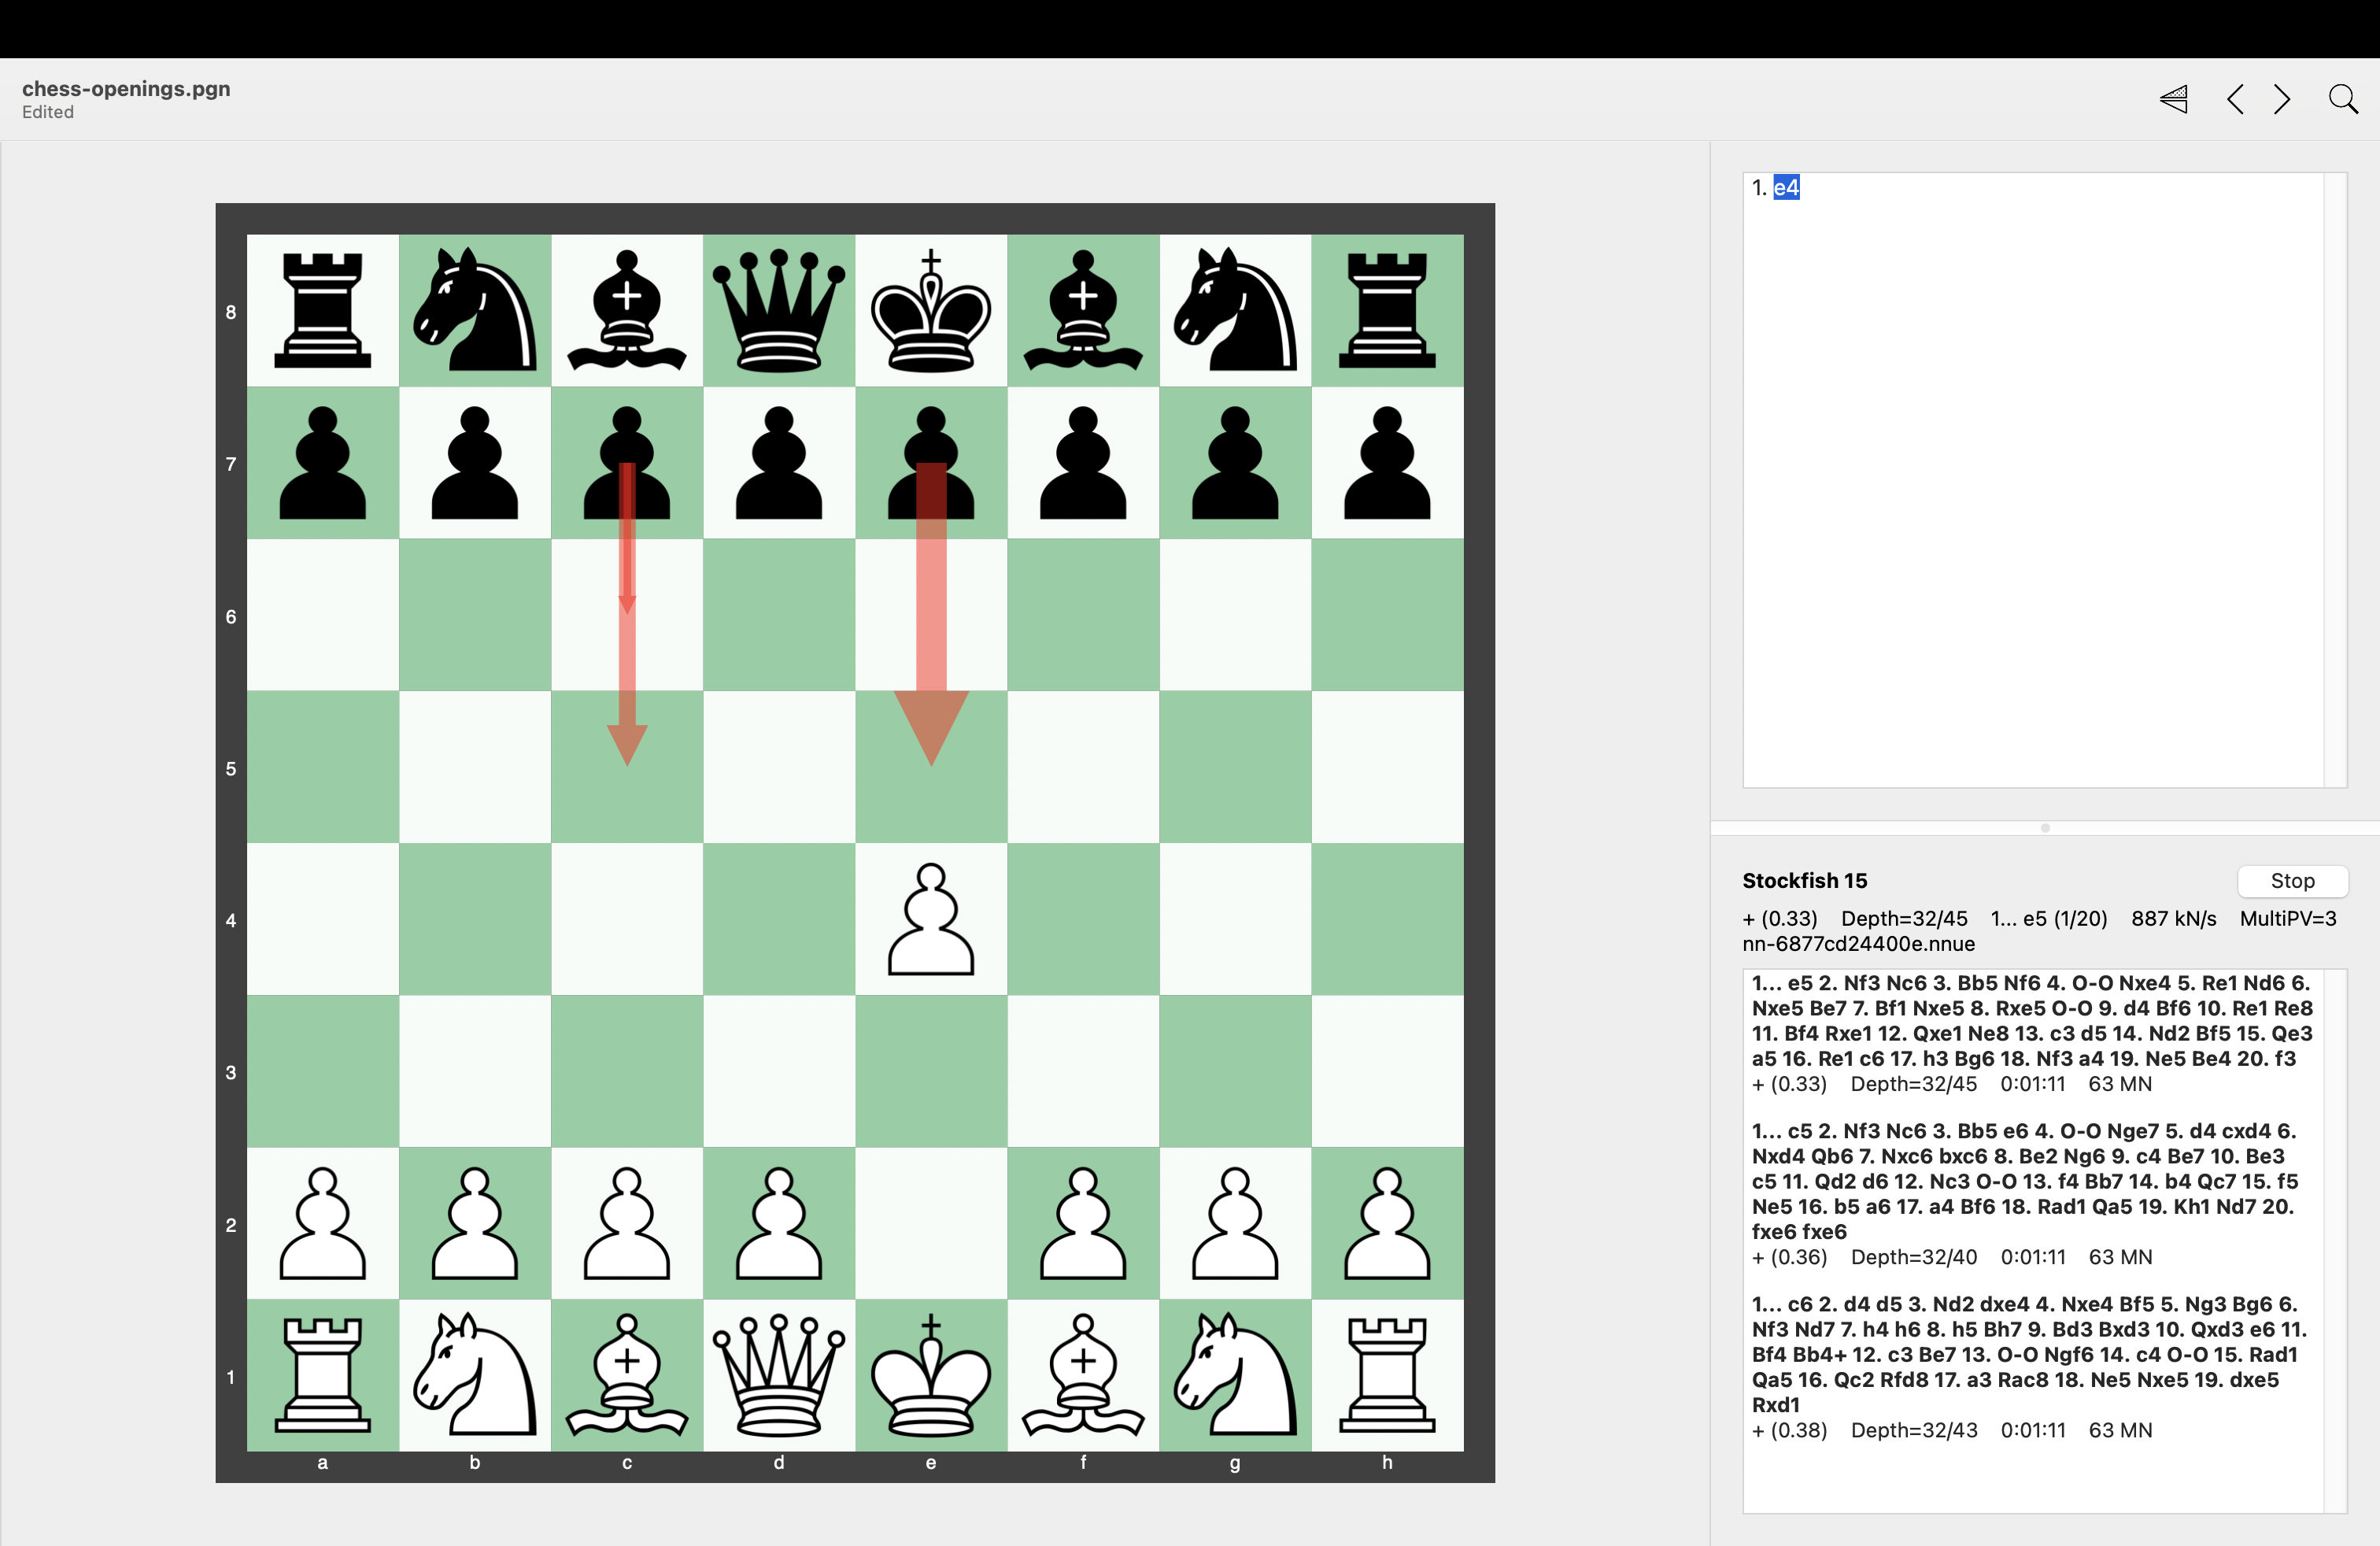 chess-openings.pgn
Edited
1. e4
8
7
6
5
4
3
2
1
a b c d e f g h
Stockfish 15
Stop
+ (0.33) Depth=32/45 1... e5 (1/20) 887 kN/s MultiPV=3
nn-6877cd24400e.nnue
1... e5 2. Nf3 Nc6 3. Bb5 Nf6 4. O-O Nxe4 5. Re1 Nd6 6.
Nxe5 Be7 7. Bf1 Nxe5 8. Rxe5 O-O 9. d4 Bf6 10. Re1 Re8
11. Bf4 Rxe1 12. Qxe1 Ne8 13. c3 d5 14. Nd2 Bf5 15. Qe3
a5 16. Re1 c6 17. h3 Bg6 18. Nf3 a4 19. Ne5 Be4 20. f3
+ (0.33) Depth=32/45 0:01:11 63 MN
1... c5 2. Nf3 Nc6 3. Bb5 e6 4. O-O Nge7 5. d4 cxd4 6.
Nxd4 Qb6 7. Nxc6 bxc6 8. Be2 Ng6 9. c4 Be7 10. Be3
c5 11. Qd2 d6 12. Nc3 O-O 13. f4 Bb7 14. b4 Qc7 15. f5
Ne5 16. b5 a6 17. a4 Bf6 18. Rad1 Qa5 19. Kh1 Nd7 20.
fxe6 fxe6
+ (0.36) Depth=32/40 0:01:11 63 MN
1... c6 2. d4 d5 3. Nd2 dxe4 4. Nxe4 Bf5 5. Ng3 Bg6 6.
Nf3 Nd7 7. h4 h6 8. h5 Bh7 9. Bd3 Bxd3 10. Qxd3 e6 11.
Bf4 Bb4+ 12. c3 Be7 13. O-O Ngf6 14. c4 O-O 15. Rad1
Qa5 16. Qc2 Rfd8 17. a3 Rac8 18. Ne5 Nxe5 19. dxe5
Rxd1
+ (0.38) Depth=32/43 0:01:11 63 MN